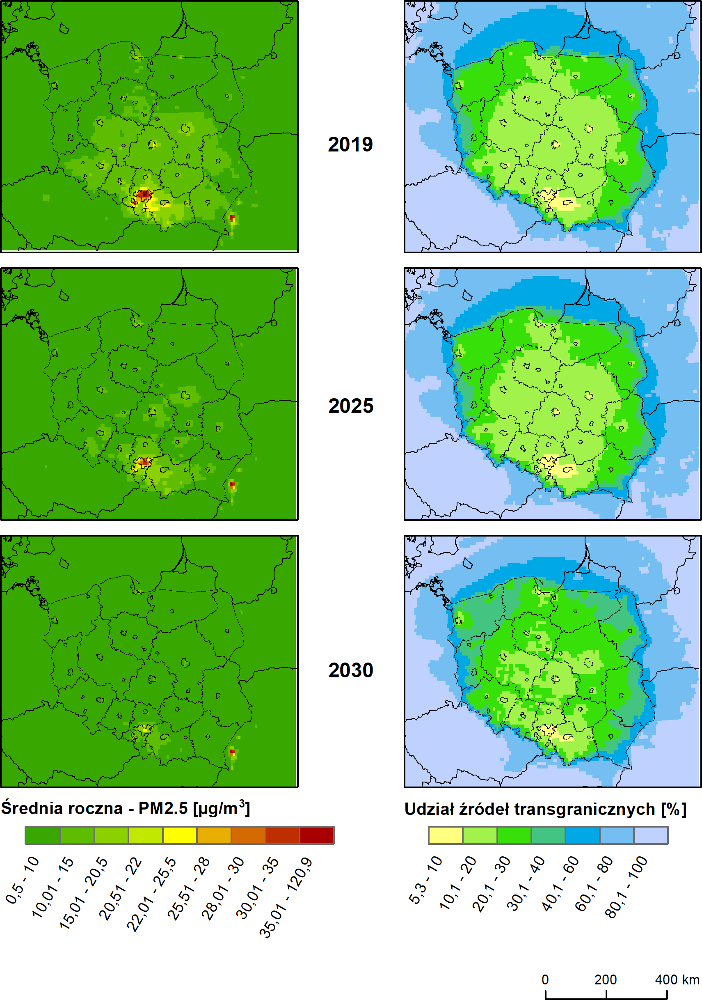 2019
2025
2030
Średnia roczna - PM2.5 [µg/m³]
0,5 - 10
10,01 - 15
15,01 - 20,5
20,51 - 22
22,01 - 25,5
25,51 - 28
28,01 - 30
30,01 - 35
35,01 - 120,9
Udział źródeł transgranicznych [%]
5,3 - 10
10,1 - 20
20,1 - 30
30,1 - 40
40,1 - 60
60,1 - 80
80,1 - 100
0 200 400 km